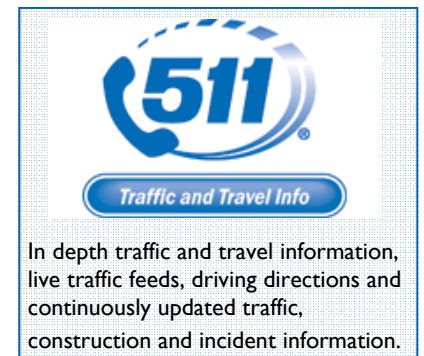 511®
Traffic and Travel Info
In depth traffic and travel information,
live traffic feeds, driving directions and
continuously updated traffic,
construction and incident information.